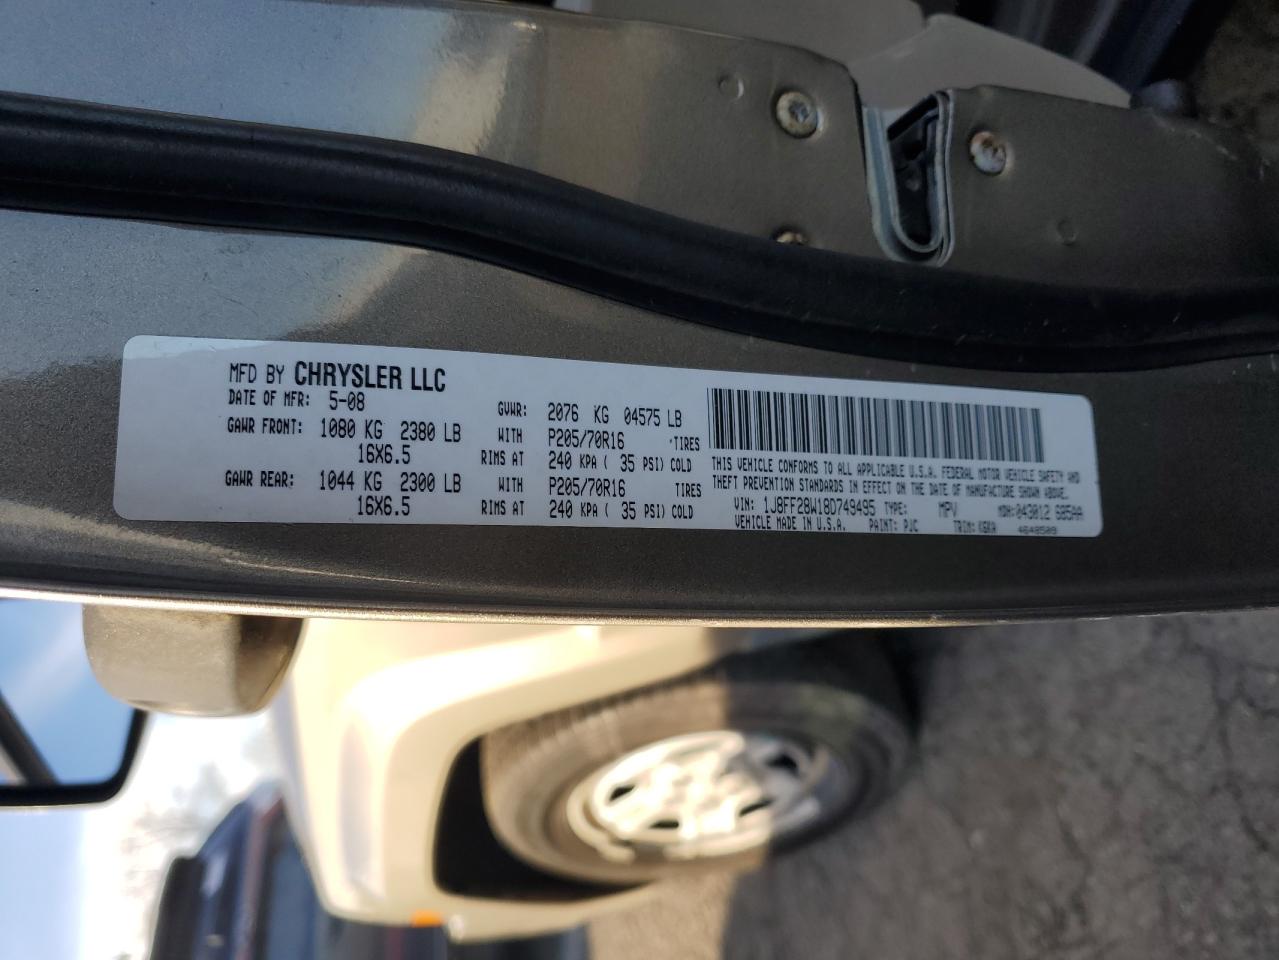 MFD BY CHRYSLER LLC
DATE OF MFR: 5-08 GVWR: 2076 KG 04575 LB
GAWR FRONT: 1080 KG 2380 LB WITH P205/70R16 TIRES
16X6.5 RIMS AT 240 KPA ( 35 PSI) COLD
GAWR REAR: 1044 KG 2300 LB WITH P205/70R16 TIRES
16X6.5 RIMS AT 240 KPA ( 35 PSI) COLD
THIS VEHICLE CONFORMS TO ALL APPLICABLE U.S.A. FEDERAL MOTOR VEHICLE SAFETY AND
THEFT PREVENTION STANDARDS IN EFFECT ON THE DATE OF MANUFACTURE SHOWN ABOVE.
VIN: 1J8FF28W18D749495 TYPE: MPV MDH: 043012 685AA
VEHICLE MADE IN U.S.A. PAINT: PJC TRIM: